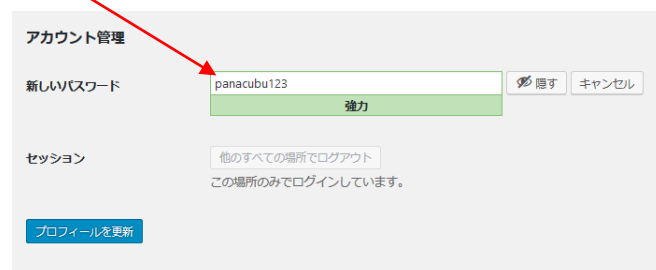 アカウント管理
新しいパスワード panacubu123 隠す キャンセル
強力
セッション 他のすべての場所でログアウト
この場所のみでログインしています。
プロフィールを更新